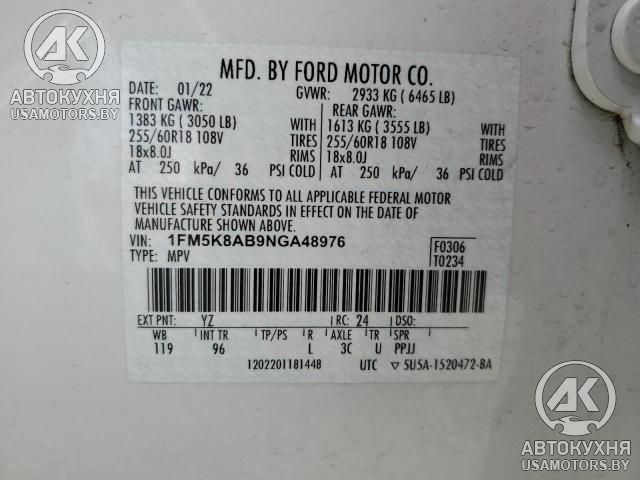 АВТОКУХНЯ
USAMOTORS.BY
MFD. BY FORD MOTOR CO.
DATE: 01/22 GVWR: 2933 KG ( 6465 LB)
FRONT GAWR: REAR GAWR:
1383 KG ( 3050 LB) WITH 1613 KG ( 3555 LB) WITH
255/60R18 108V TIRES 255/60R18 108V TIRES
18x8.0J RIMS 18x8.0J RIMS
AT 250 kPa/ 36 PSI COLD AT 250 kPa/ 36 PSI COLD
THIS VEHICLE CONFORMS TO ALL APPLICABLE FEDERAL MOTOR
VEHICLE SAFETY STANDARDS IN EFFECT ON THE DATE OF
MANUFACTURE SHOWN ABOVE.
VIN: 1FM5K8AB9NGA48976 F0306
TYPE: MPV T0234
EXT PNT: YZ RC: 24 DSO:
WB INT TR TP/PS R AXLE TR SPR
119 96 L 3C U PPJJ
1202201181448 UTC ▽ 5U5A-1520472-BA
АК
АВТОКУХНЯ
USAMOTORS.BY